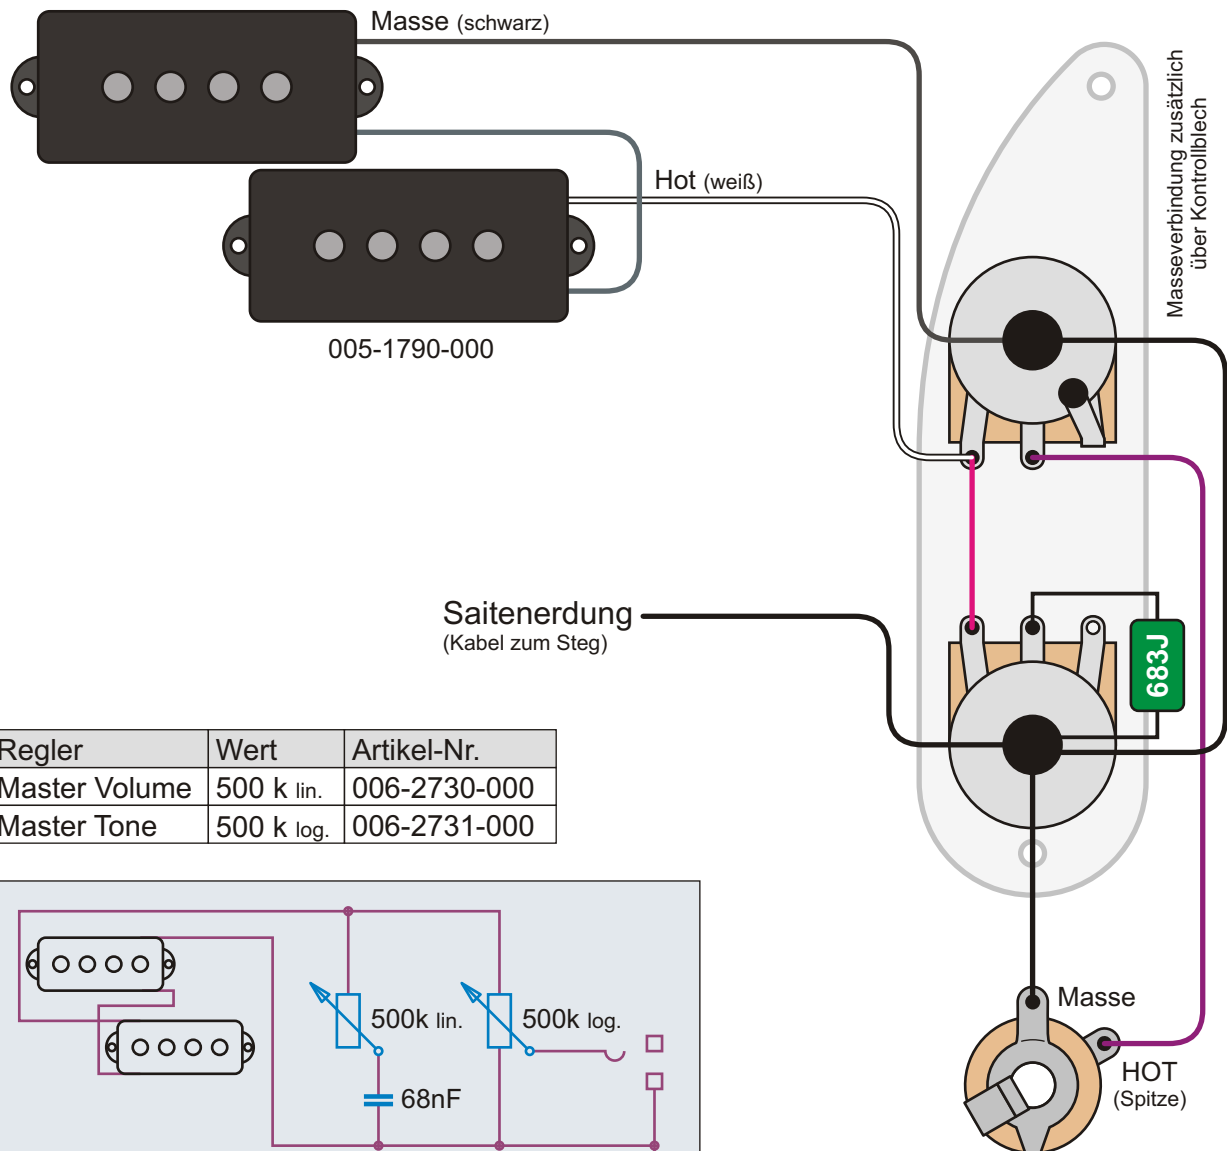 Masse (schwarz)
Hot (weiß)
005-1790-000
Masseverbindung zusätzlich
über Kontrollblech
Saitenerdung
(Kabel zum Steg)
683J
Regler Wert Artikel-Nr.
Master Volume 500 k lin. 006-2730-000
Master Tone 500 k log. 006-2731-000
500k lin.
500k log.
68nF
Masse
HOT
(Spitze)